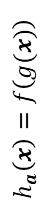 h_a(x) = f(g(x))